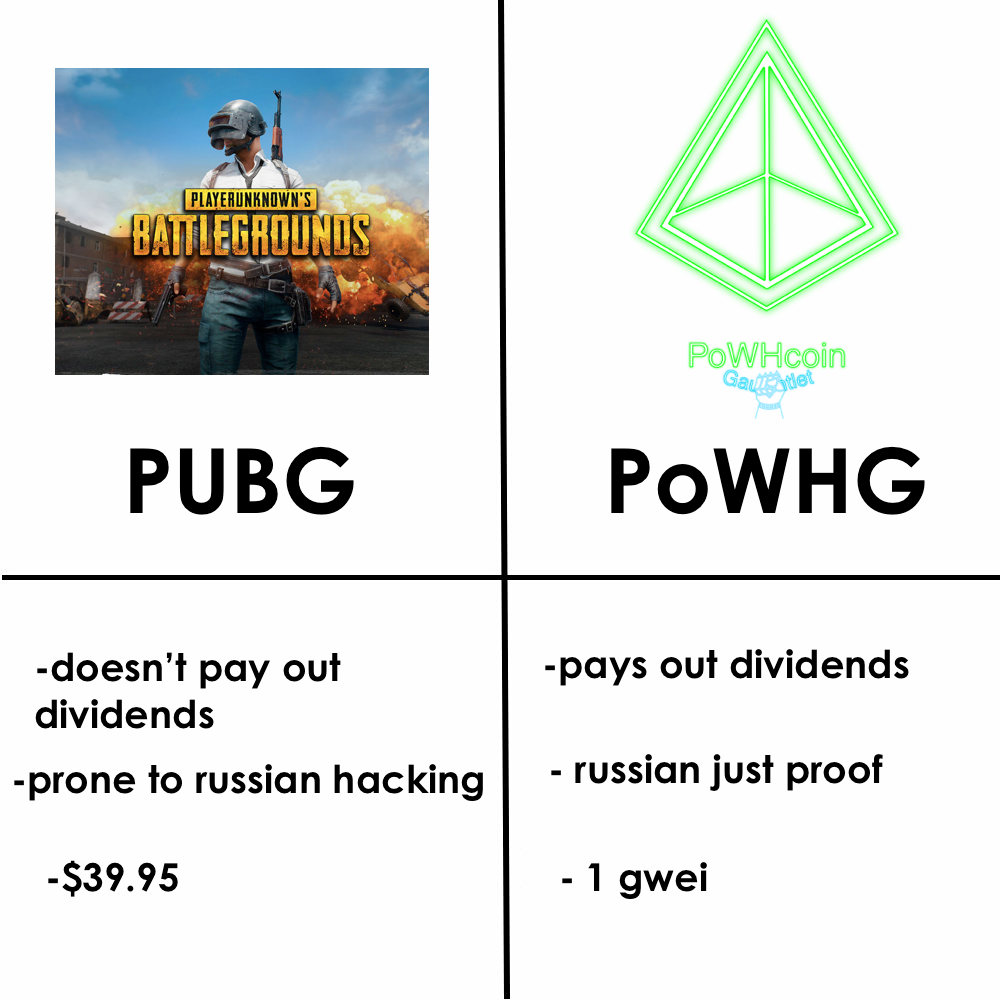 PLAYERUNKNOWN'S
BATTLEGROUNDS
PUBG
-doesn't pay out
dividends
-prone to russian hacking
-$39.95
PoWHcoin
Gauntlet
PoWHG
-pays out dividends
- russian just proof
- 1 gwei